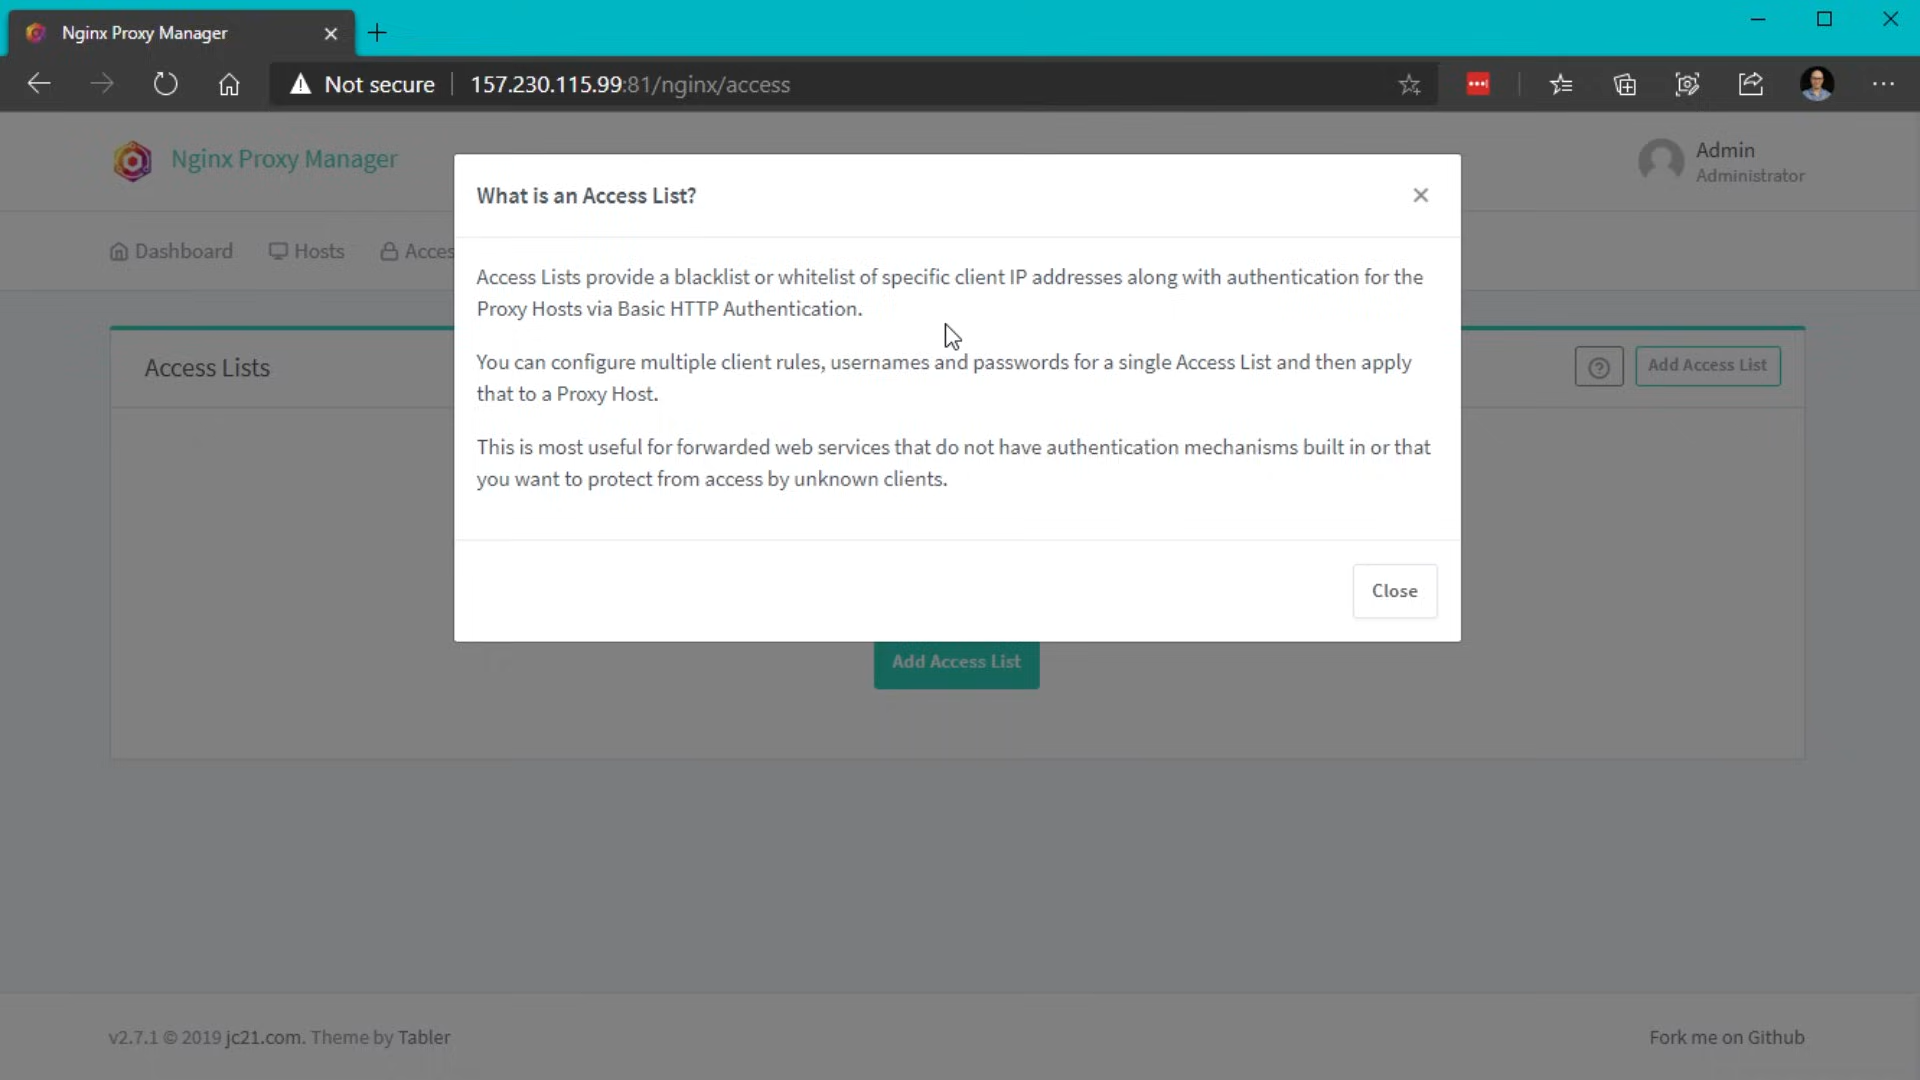 Nginx Proxy Manager
Not secure
157.230.115.99:81/nginx/access
Nginx Proxy Manager
Admin
Administrator
Dashboard
Hosts
Acces
What is an Access List?
Access Lists provide a blacklist or whitelist of specific client IP addresses along with authentication for the
Proxy Hosts via Basic HTTP Authentication.
You can configure multiple client rules, usernames and passwords for a single Access List and then apply
that to a Proxy Host.
This is most useful for forwarded web services that do not have authentication mechanisms built in or that
you want to protect from access by unknown clients.
Close
Access Lists
Add Access List
Add Access List
v2.7.1 © 2019 jc21.com. Theme by Tabler
Fork me on Github